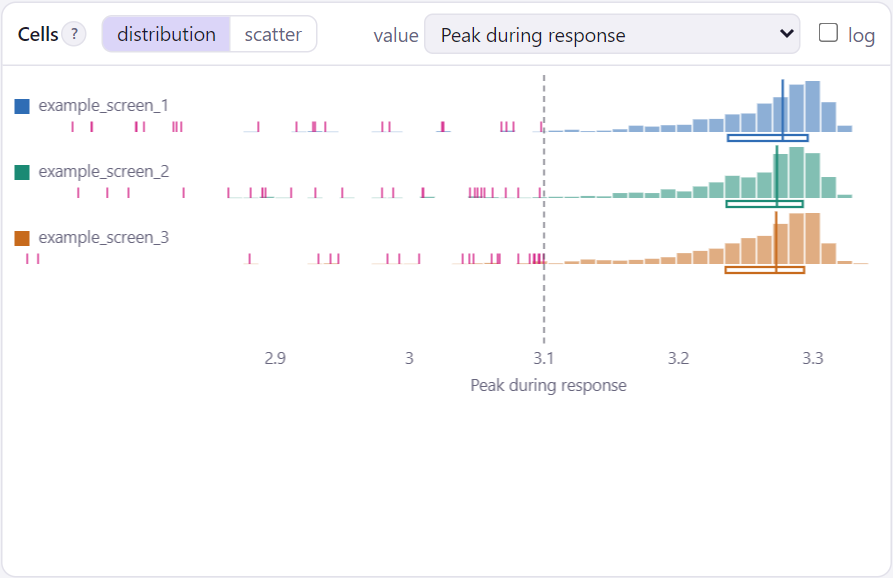 Cells ? distribution scatter value Peak during response log
example_screen_1
example_screen_2
example_screen_3
2.9 3 3.1 3.2 3.3
Peak during response